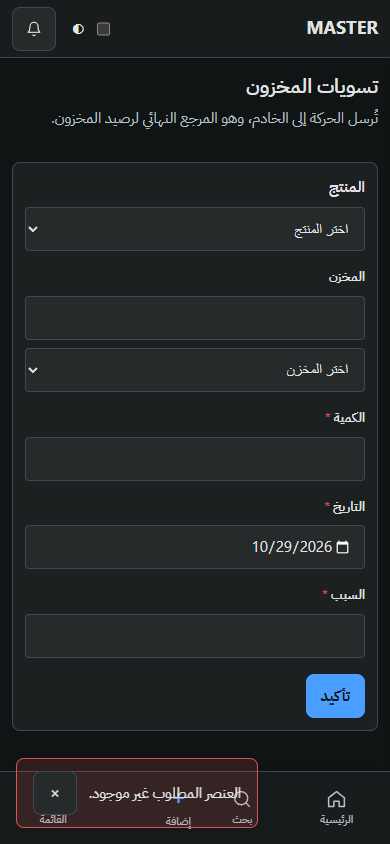 MASTER
تسويات المخزون
تُرسل الحركة إلى الخادم، وهو المرجع النهائي لرصيد المخزون.
المنتج
اختر المنتج
المخزن
اختر المخزن
الكمية *
التاريخ *
10/29/2026
السبب *
تأكيد
العنصر المطلوب غير موجود.
×
الرئيسية
بحث
إضافة
القائمة